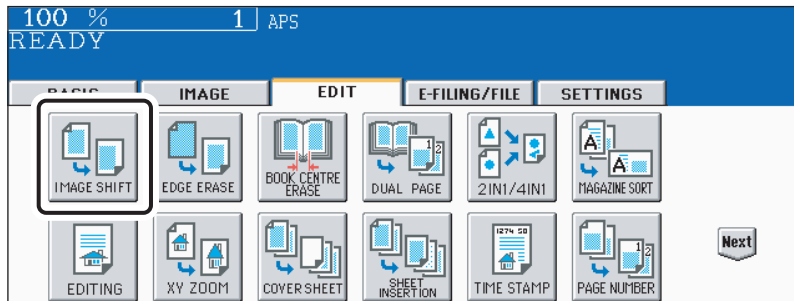 100 % 1 APS
READY
BASIC IMAGE EDIT E-FILING/FILE SETTINGS
IMAGE SHIFT
EDGE ERASE
BOOK CENTRE
ERASE
DUAL PAGE
2IN1/4IN1
MAGAZINE SORT
EDITING
XY ZOOM
COVER SHEET
SHEET
INSERTION
TIME STAMP
PAGE NUMBER
Next